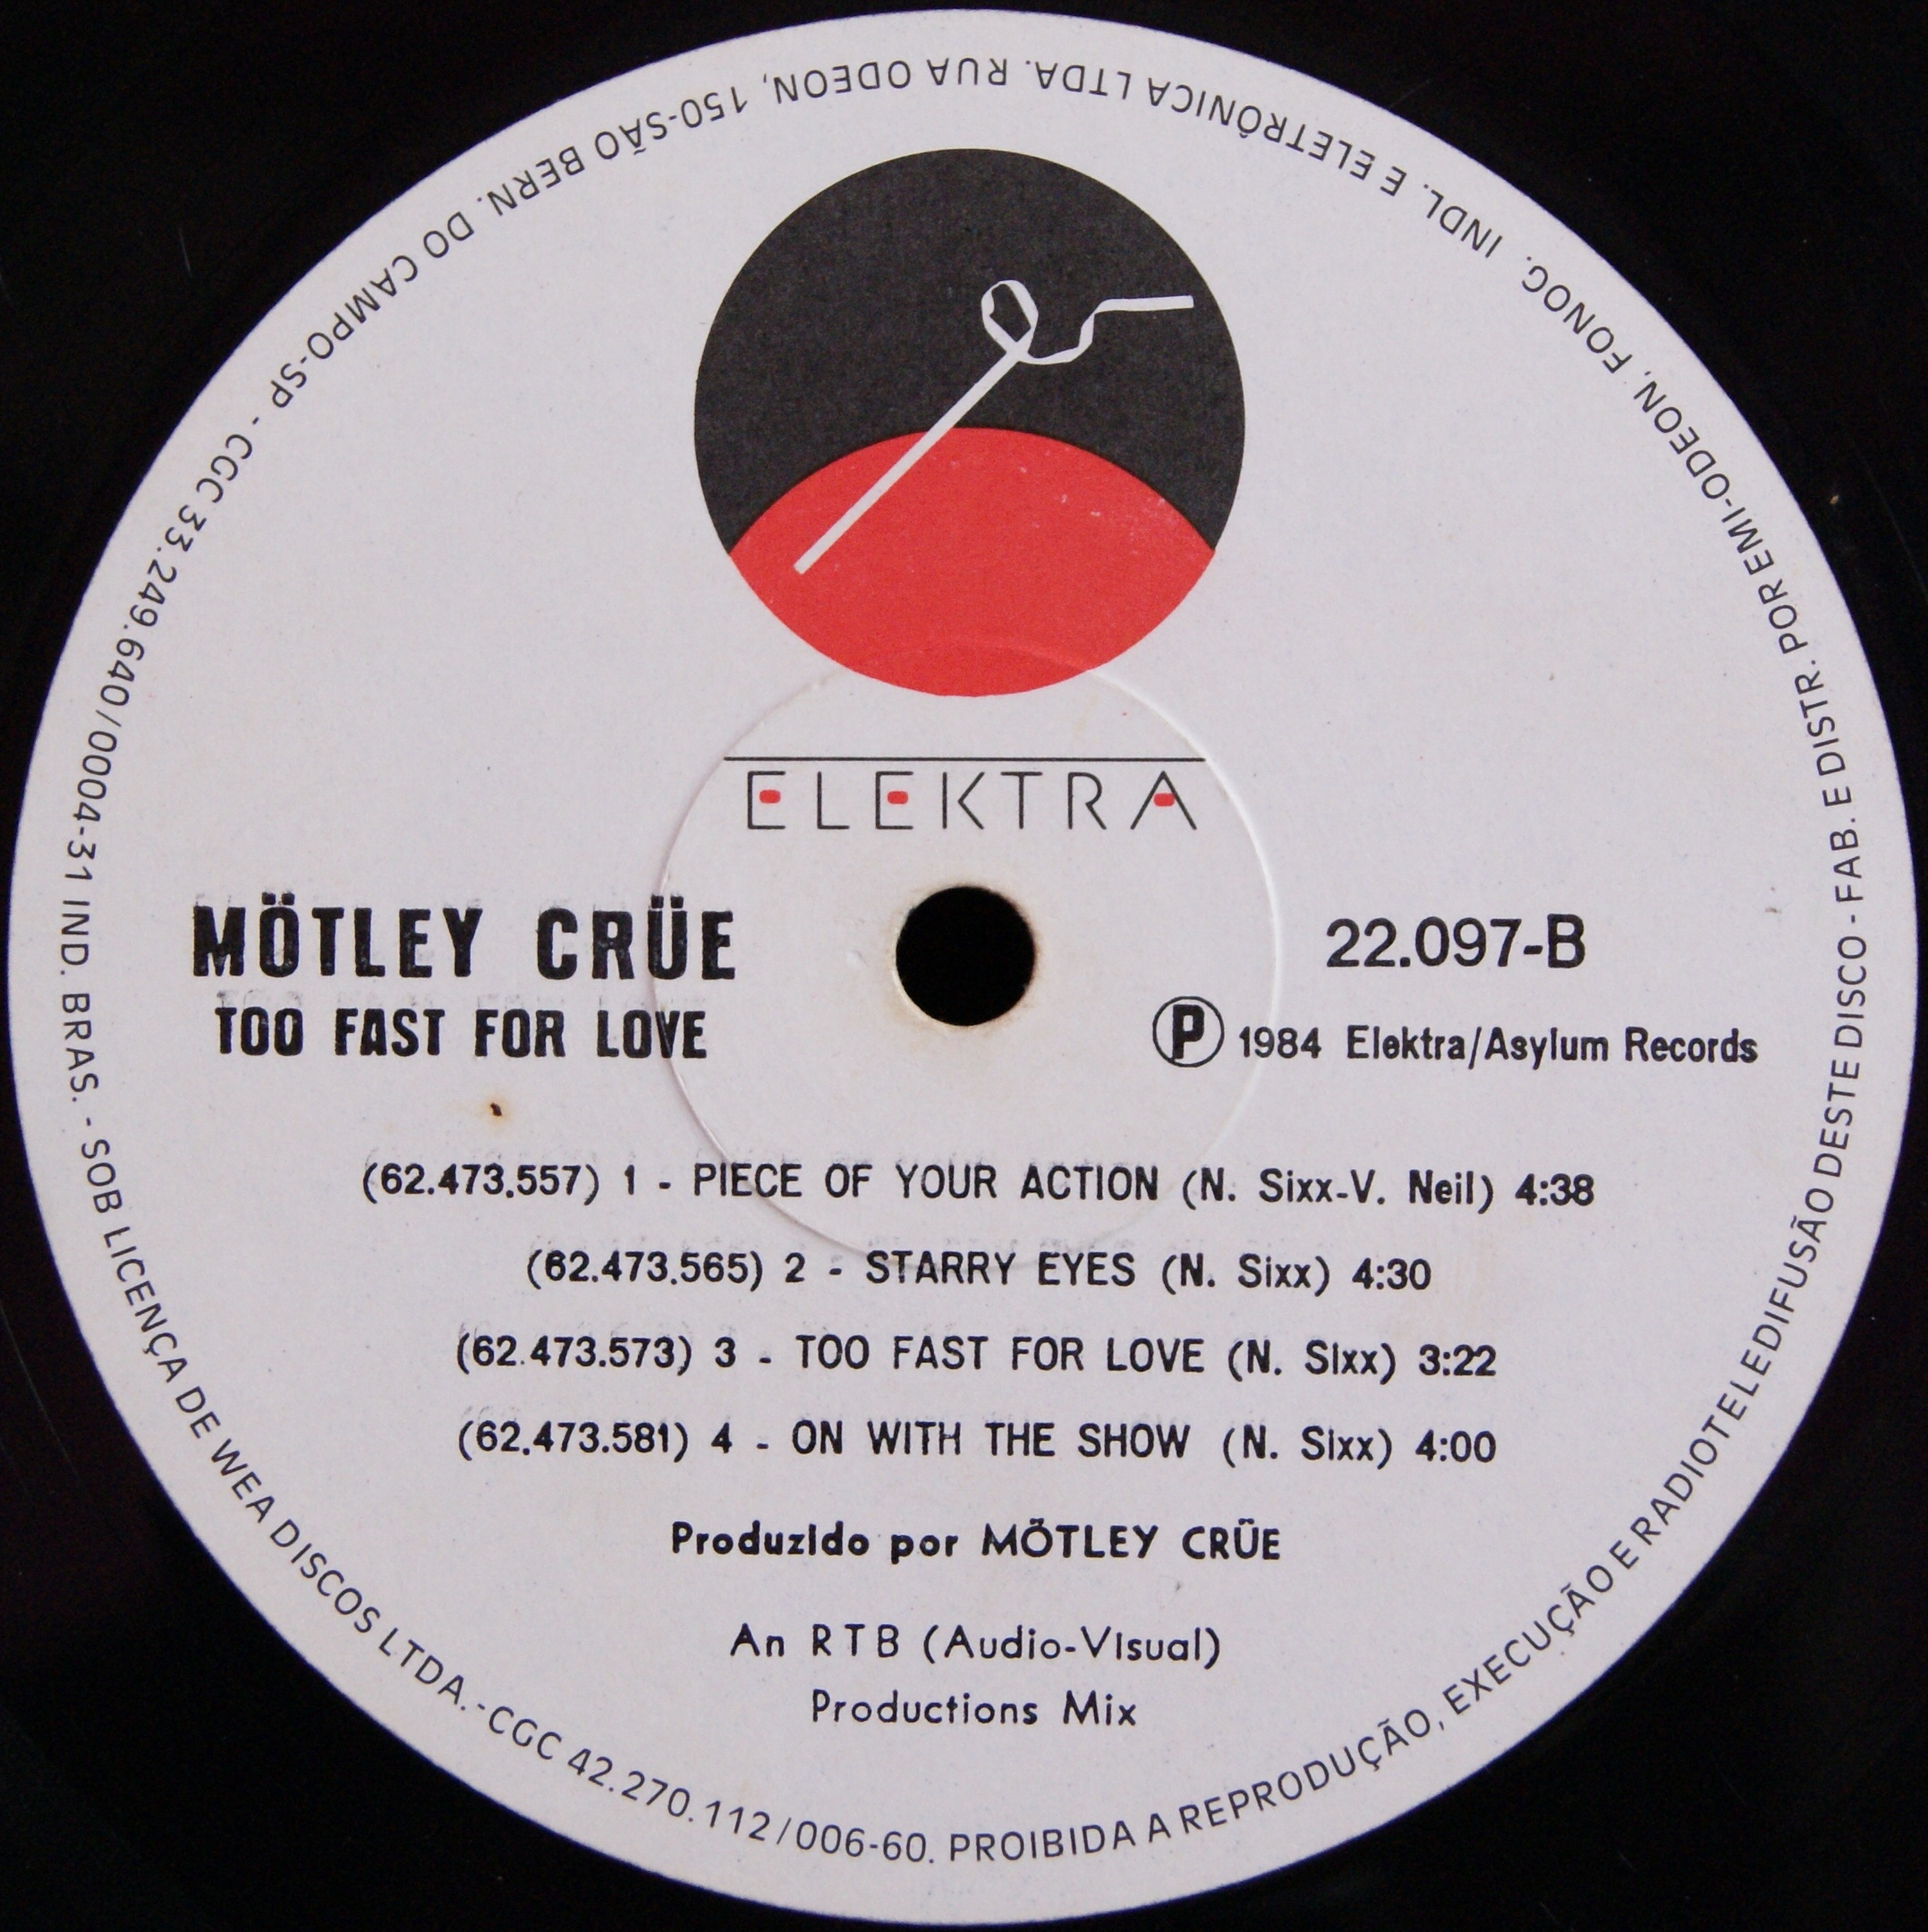 ELEKTRA
MÖTLEY CRÜE
TOO FAST FOR LOVE
22.097-B
Ⓟ 1984 Elektra/Asylum Records
(62.473.557) 1 - PIECE OF YOUR ACTION (N. Sixx-V. Neil) 4:38
(62.473.565) 2 - STARRY EYES (N. Sixx) 4:30
(62.473.573) 3 - TOO FAST FOR LOVE (N. Sixx) 3:22
(62.473.581) 4 - ON WITH THE SHOW (N. Sixx) 4:00
Produzido por MÖTLEY CRÜE
An RTB (Audio-Visual)
Productions Mix
PROIBIDA A REPRODUÇÃO, EXECUÇÃO E RADIOTELEDIFUSÃO DESTE DISCO - FAB. E DISTR. POR EMI-ODEON, FONOG. INDL. E ELETRÔNICA LTDA. RUA ODEON, 150-SÃO BERN. DO CAMPO-SP - CGC 33.249.640/0004-31 IND. BRAS. - SOB LICENÇA DE WEA DISCOS LTDA. - CGC 42.270.112/006-60.